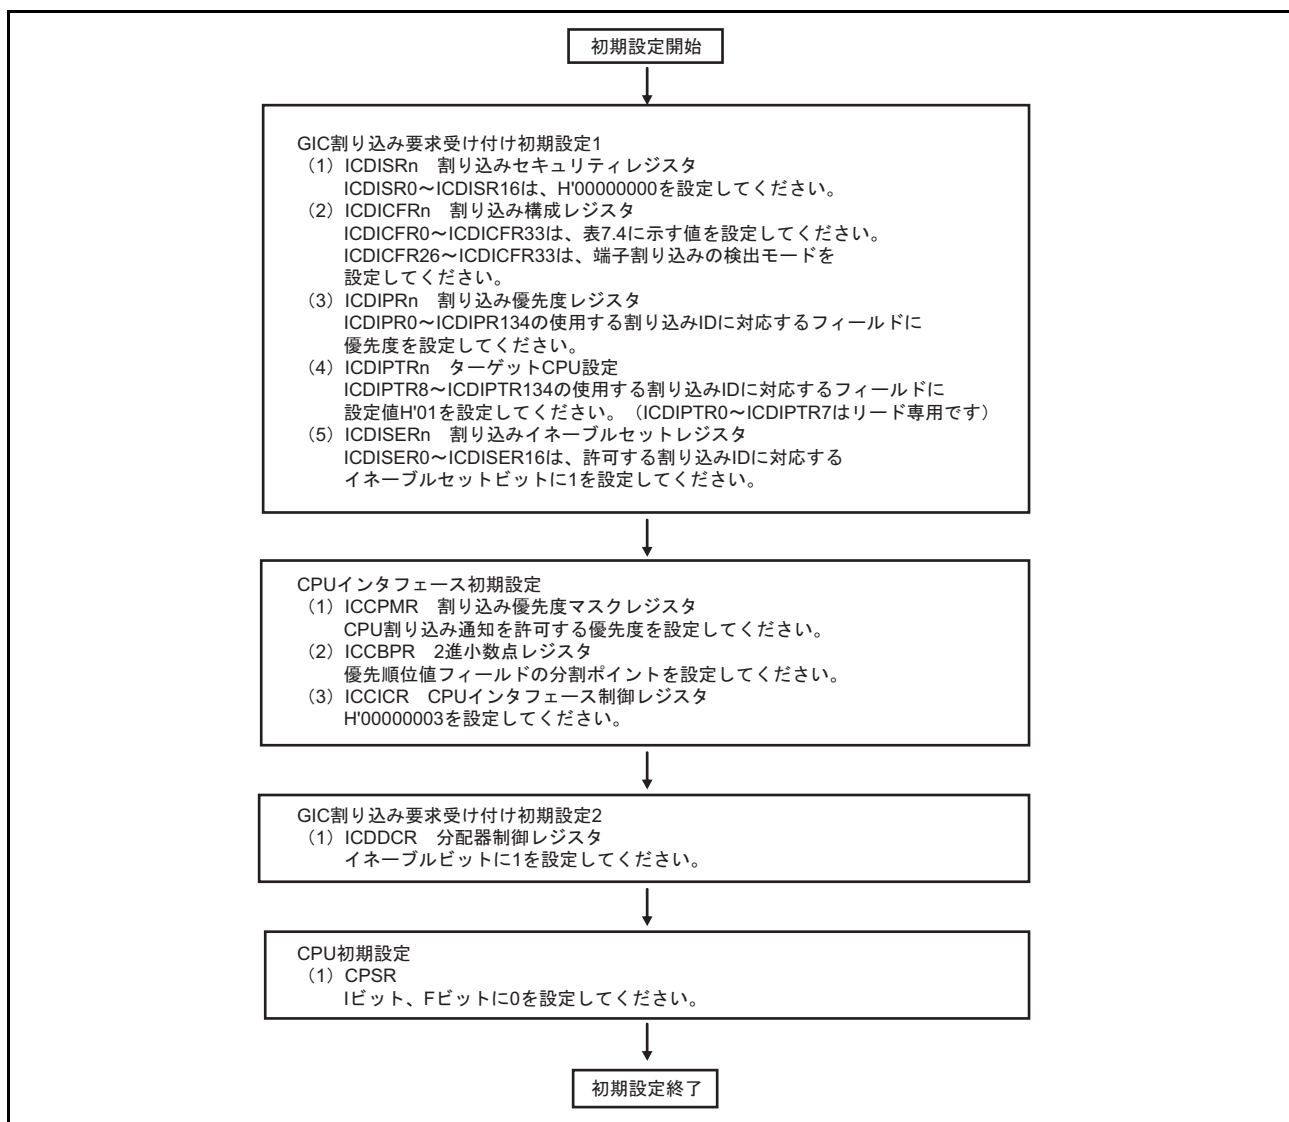 初期設定開始
GIC割り込み要求受け付け初期設定1
（1）ICDISRn　割り込みセキュリティレジスタ
ICDISR0～ICDISR16は、H'00000000を設定してください。
（2）ICDICFRn　割り込み構成レジスタ
ICDICFR0～ICDICFR33は、表7.4に示す値を設定してください。
ICDICFR26～ICDICFR33は、端子割り込みの検出モードを
設定してください。
（3）ICDIPRn　割り込み優先度レジスタ
ICDIPR0～ICDIPR134の使用する割り込みIDに対応するフィールドに
優先度を設定してください。
（4）ICDIPTRn　ターゲットCPU設定
ICDIPTR8～ICDIPTR134の使用する割り込みIDに対応するフィールドに
設定値H'01を設定してください。（ICDIPTR0～ICDIPTR7はリード専用です）
（5）ICDISERn　割り込みイネーブルセットレジスタ
ICDISER0～ICDISER16は、許可する割り込みIDに対応する
イネーブルセットビットに1を設定してください。
CPUインタフェース初期設定
（1）ICCPMR　割り込み優先度マスクレジスタ
CPU割り込み通知を許可する優先度を設定してください。
（2）ICCBPR　2進小数点レジスタ
優先順位値フィールドの分割ポイントを設定してください。
（3）ICCICR　CPUインタフェース制御レジスタ
H'00000003を設定してください。
GIC割り込み要求受け付け初期設定2
（1）ICDDCR　分配器制御レジスタ
イネーブルビットに1を設定してください。
CPU初期設定
（1）CPSR
Iビット、Fビットに0を設定してください。
初期設定終了